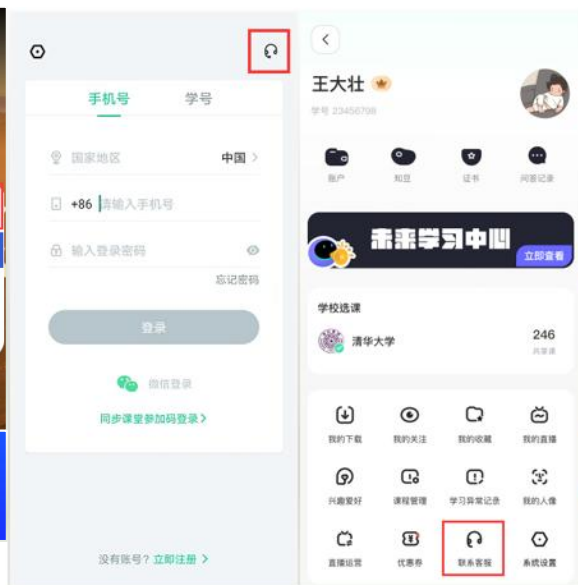 手机号 学号
国家地区 中国
+86 请输入手机号
输入登录密码
忘记密码
登录
微信登录
同步课堂参加码登录
没有账号？立即注册
王大壮
学号 23456798
账户 知豆 证书 问答记录
未来学习中心
立即查看
学校选课
清华大学 246
共享课
我的下载 我的关注 我的收藏 我的直播
兴趣爱好 课程管理 学习异常记录 我的人像
直播运营 优惠券 联系客服 系统设置